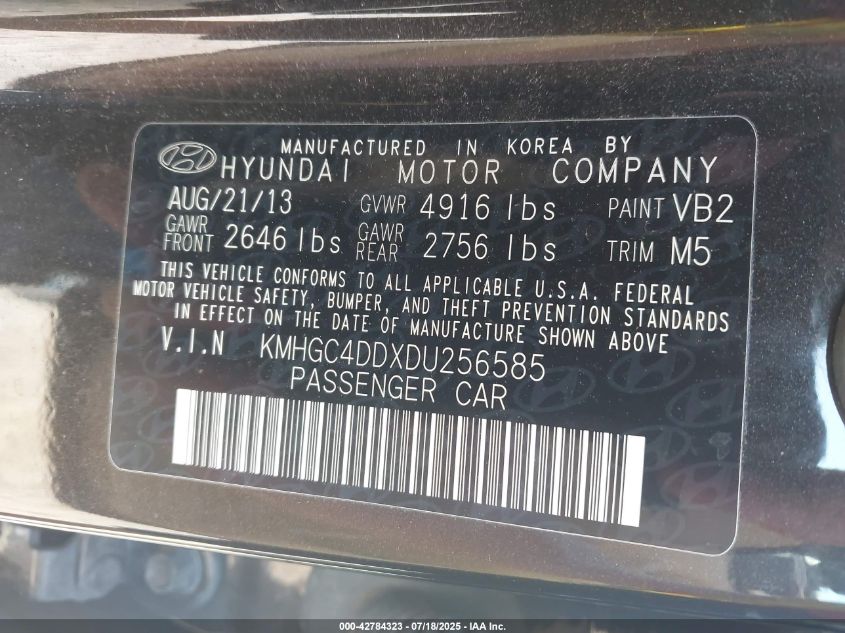 MANUFACTURED IN KOREA BY
HYUNDAI MOTOR COMPANY
AUG/21/13 GVWR 4916 lbs PAINT VB2
GAWR FRONT 2646 lbs GAWR REAR 2756 lbs TRIM M5
THIS VEHICLE CONFORMS TO ALL APPLICABLE U.S.A. FEDERAL
MOTOR VEHICLE SAFETY, BUMPER, AND THEFT PREVENTION STANDARDS
IN EFFECT ON THE DATE OF MANUFACTURE SHOWN ABOVE
V.I.N KMHGC4DDXDU256585
PASSENGER CAR
000-42784323 - 07/18/2025 - IAA Inc.